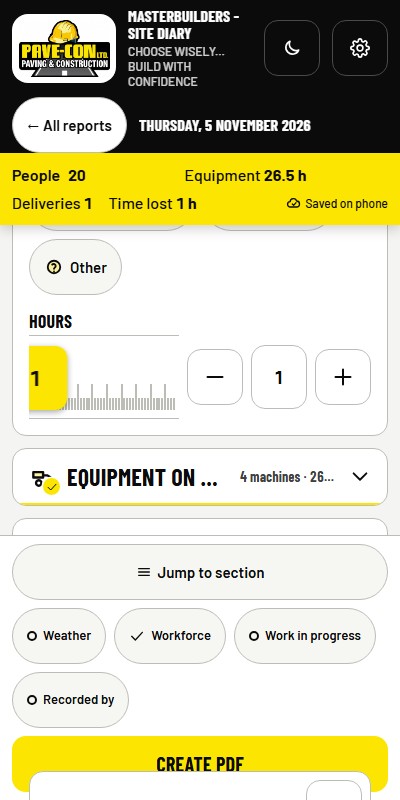 PAVE-CON LTD.
PAVING & CONSTRUCTION
MASTERBUILDERS -
SITE DIARY
CHOOSE WISELY...
BUILD WITH
CONFIDENCE
← All reports
THURSDAY, 5 NOVEMBER 2026
People 20
Equipment 26.5 h
Deliveries 1
Time lost 1 h
Saved on phone
Other
HOURS
1
1
EQUIPMENT ON ...
4 machines · 26...
Jump to section
Weather
Workforce
Work in progress
Recorded by
CREATE PDF